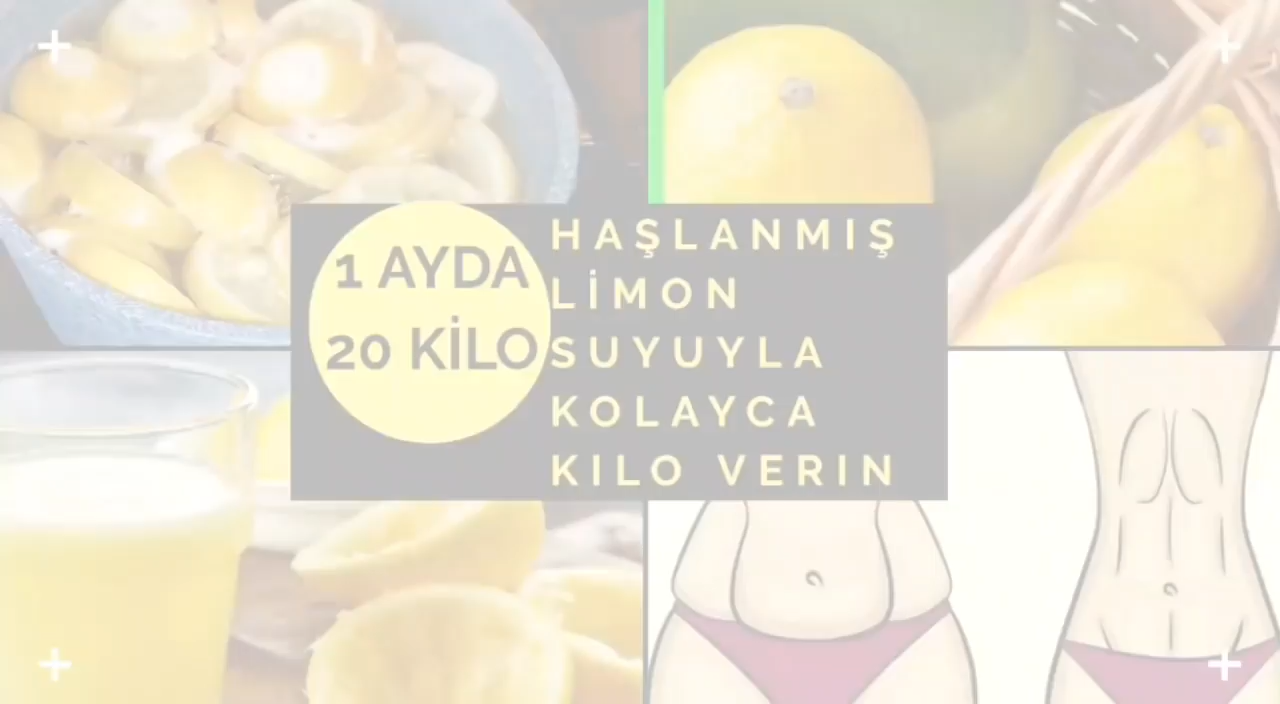 1 AYDA
20 KİLO
HAŞLANMIŞ
LİMON
SUYUYLA
KOLAYCA
KILO VERIN